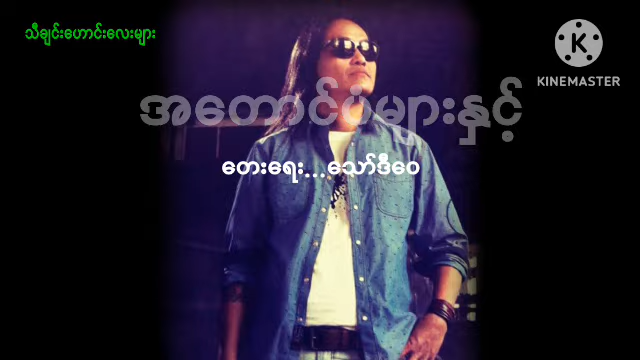 သီချင်းဟောင်းလေးများ
KINEMASTER
အတောင်ပံများနှင့်
တေးရေး...သော်ဒီဝေ